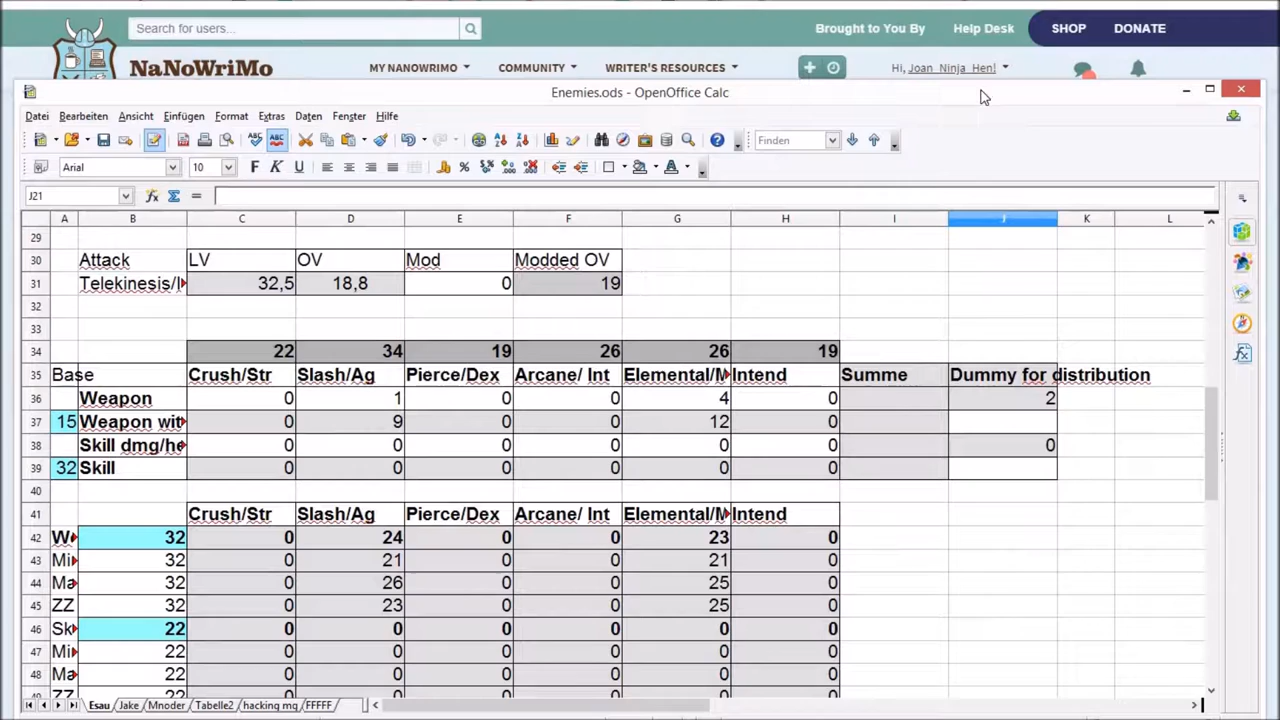 Search for users...
Brought to You By Help Desk SHOP DONATE
NaNoWriMo MY NANOWRIMO COMMUNITY WRITER'S RESOURCES Hi, Joan_Ninja_Hen!
Enemies.ods - OpenOffice Calc
Datei Bearbeiten Ansicht Einfügen Format Extras Daten Fenster Hilfe
Finden
Arial 10 F K U
J21
A B C D E F G H I J K L
29
30 Attack LV OV Mod Modded OV
31 Telekinesis/ 32,5 18,8 0 19
32
33
34 22 34 19 26 26 19
35 Base Crush/Str Slash/Ag Pierce/Dex Arcane/ Int Elemental/M Intend Summe Dummy for distribution
36 Weapon 0 1 0 0 4 0 2
37 15 Weapon wit 0 9 0 0 12 0
38 Skill dmg/he 0 0 0 0 0 0 0
39 32 Skill 0 0 0 0 0 0
40
41 Crush/Str Slash/Ag Pierce/Dex Arcane/ Int Elemental/M Intend
42 We 32 0 24 0 0 23 0
43 Mi 32 0 21 0 0 21 0
44 Ma 32 0 26 0 0 25 0
45 ZZ 32 0 23 0 0 25 0
46 Sk 22 0 0 0 0 0 0
47 Mi 22 0 0 0 0 0 0
48 Ma 22 0 0 0 0 0 0
49 ZZ 22 0 0 0 0 0 0
Esau Jake Mnoder Tabelle2 hacking mg FFFFF